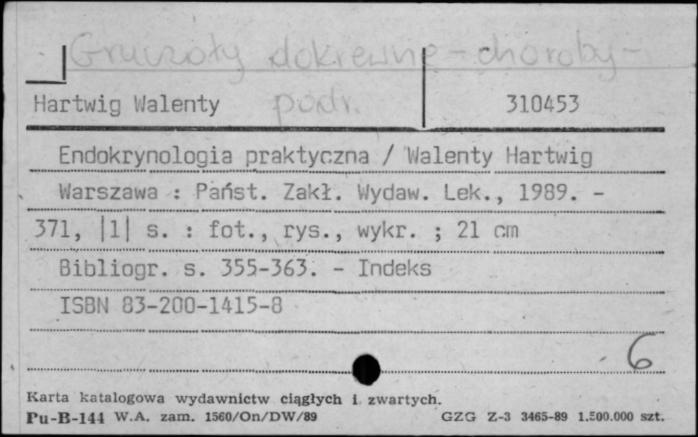 Gruczoły dokrewne - choroby -
podr.
Hartwig Walenty 310453
Endokrynologia praktyczna / Walenty Hartwig
Warszawa : Państ. Zakł. Wydaw. Lek., 1989. -
371, |1| s. : fot., rys., wykr. ; 21 cm
Bibliogr. s. 355-363. - Indeks
ISBN 83-200-1415-8
6
Karta katalogowa wydawnictw ciągłych i zwartych.
Pu-B-144 W.A. zam. 1560/On/DW/89 GZG Z-3 3465-89 1.500.000 szt.